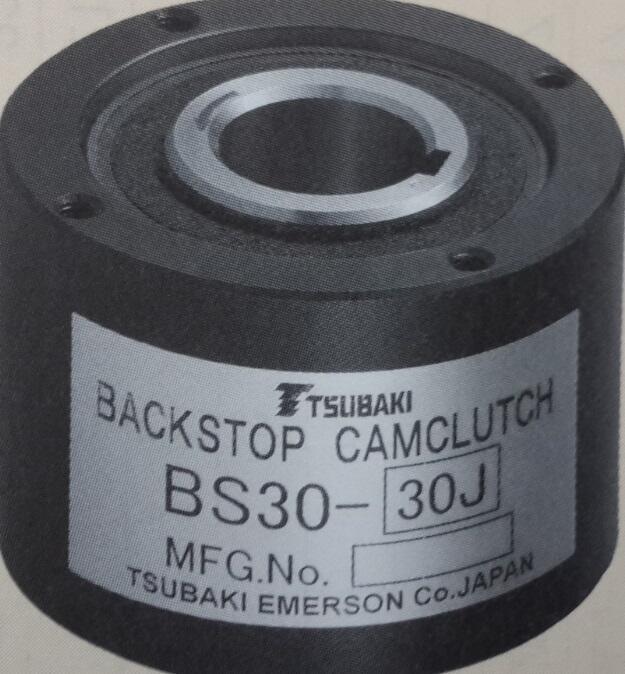 TSUBAKI
BACKSTOP CAMCLUTCH
BS30-30J
MFG.No.
TSUBAKI EMERSON Co.JAPAN